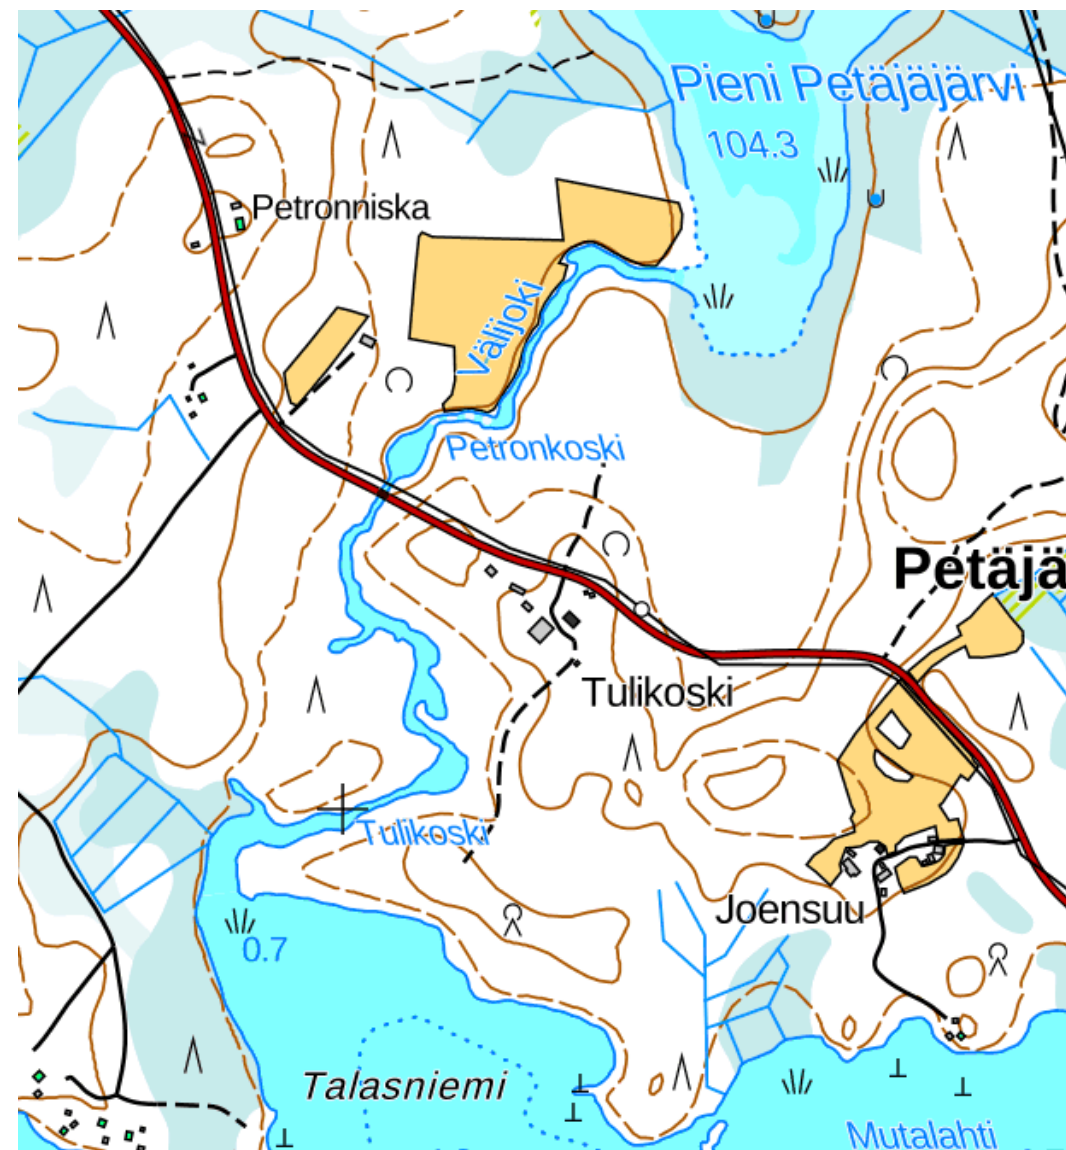 Pieni Petäjäjärvi
104.3
Petronniska
Välijoki
Petronkoski
Petäjä
Tulikoski
Tulikoski
Joensuu
0.7
Talasniemi
Mutalahti